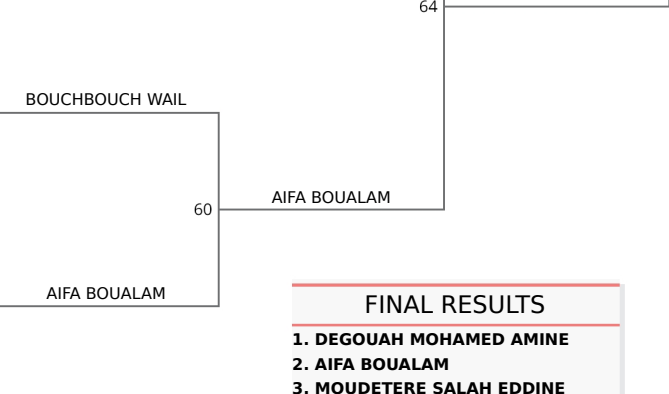 64
BOUCHBOUCH WAIL
60
AIFA BOUALAM
AIFA BOUALAM
FINAL RESULTS
1. DEGOUAH MOHAMED AMINE
2. AIFA BOUALAM
3. MOUDETERE SALAH EDDINE